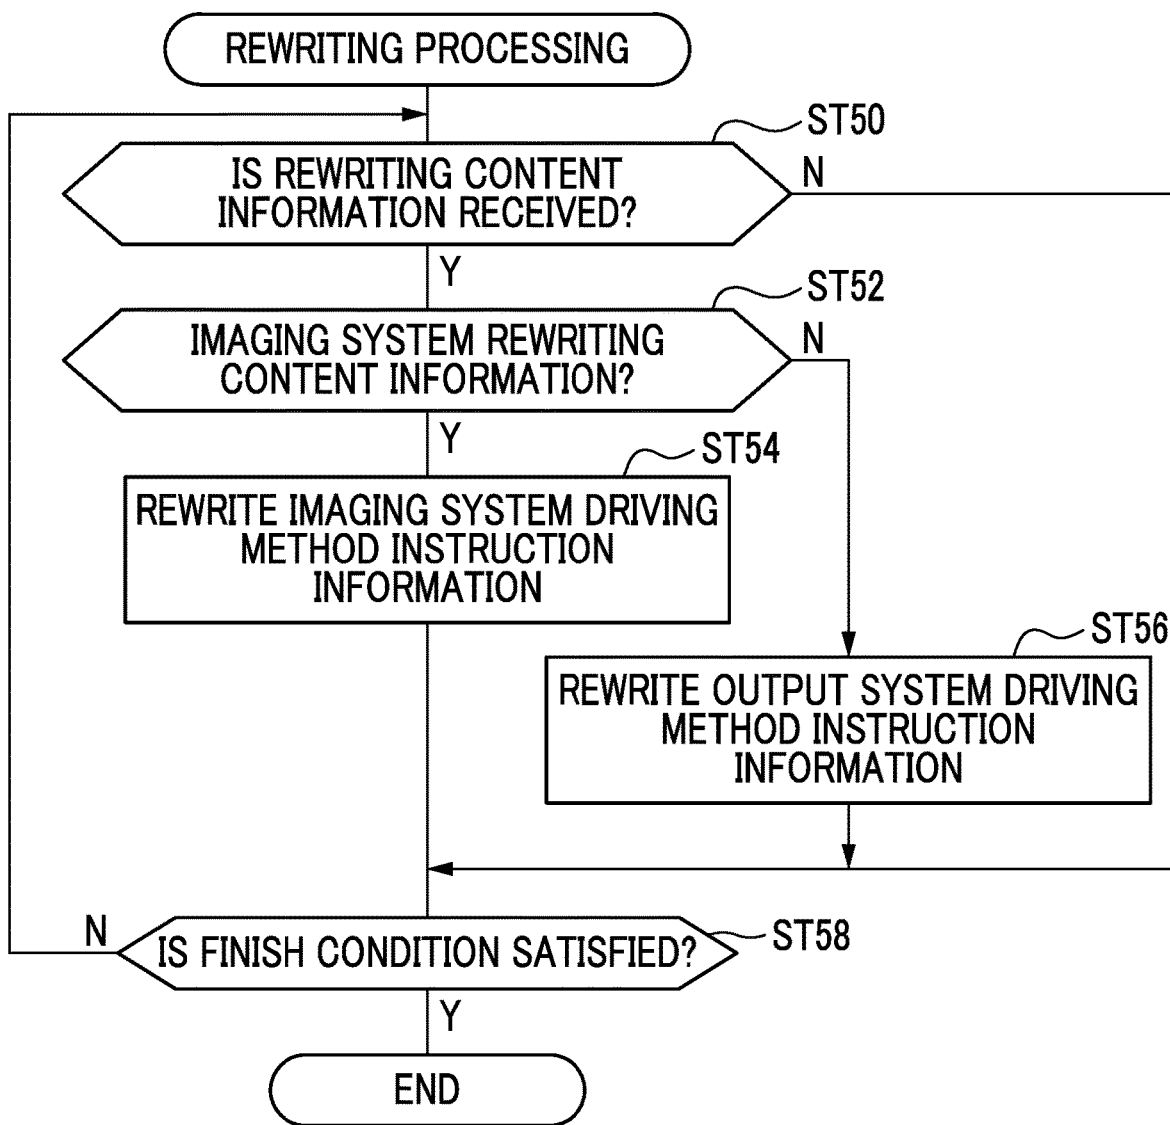 REWRITING PROCESSING
ST50
IS REWRITING CONTENT
INFORMATION RECEIVED?
N
Y
ST52
IMAGING SYSTEM REWRITING
CONTENT INFORMATION?
N
Y
ST54
REWRITE IMAGING SYSTEM DRIVING
METHOD INSTRUCTION
INFORMATION
ST56
REWRITE OUTPUT SYSTEM DRIVING
METHOD INSTRUCTION
INFORMATION
N
IS FINISH CONDITION SATISFIED?
ST58
Y
END